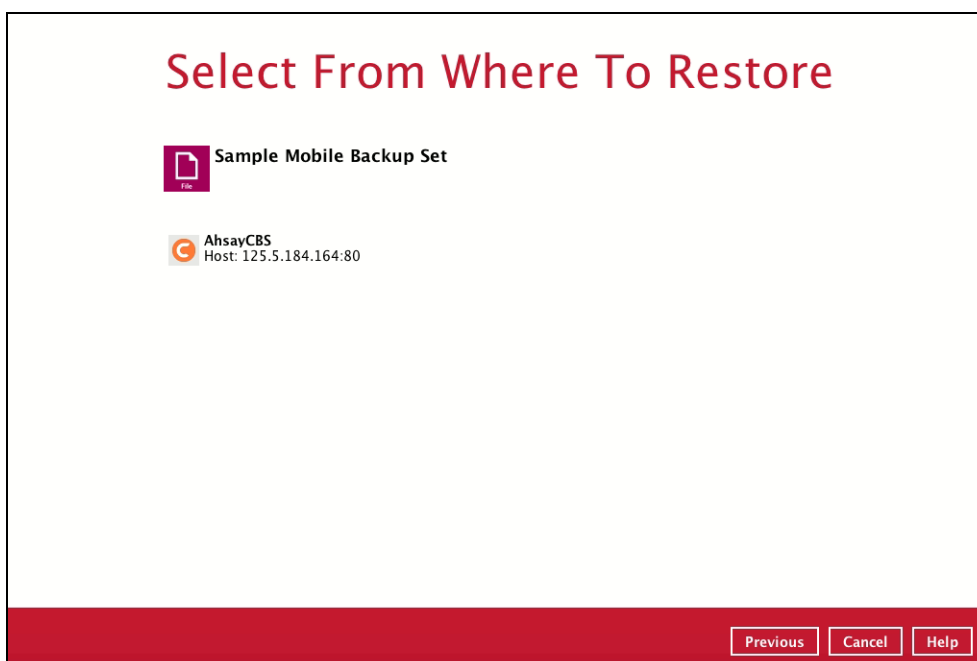 Select From Where To Restore
Sample Mobile Backup Set
File
AhsayCBS
Host: 125.5.184.164:80
Previous Cancel Help